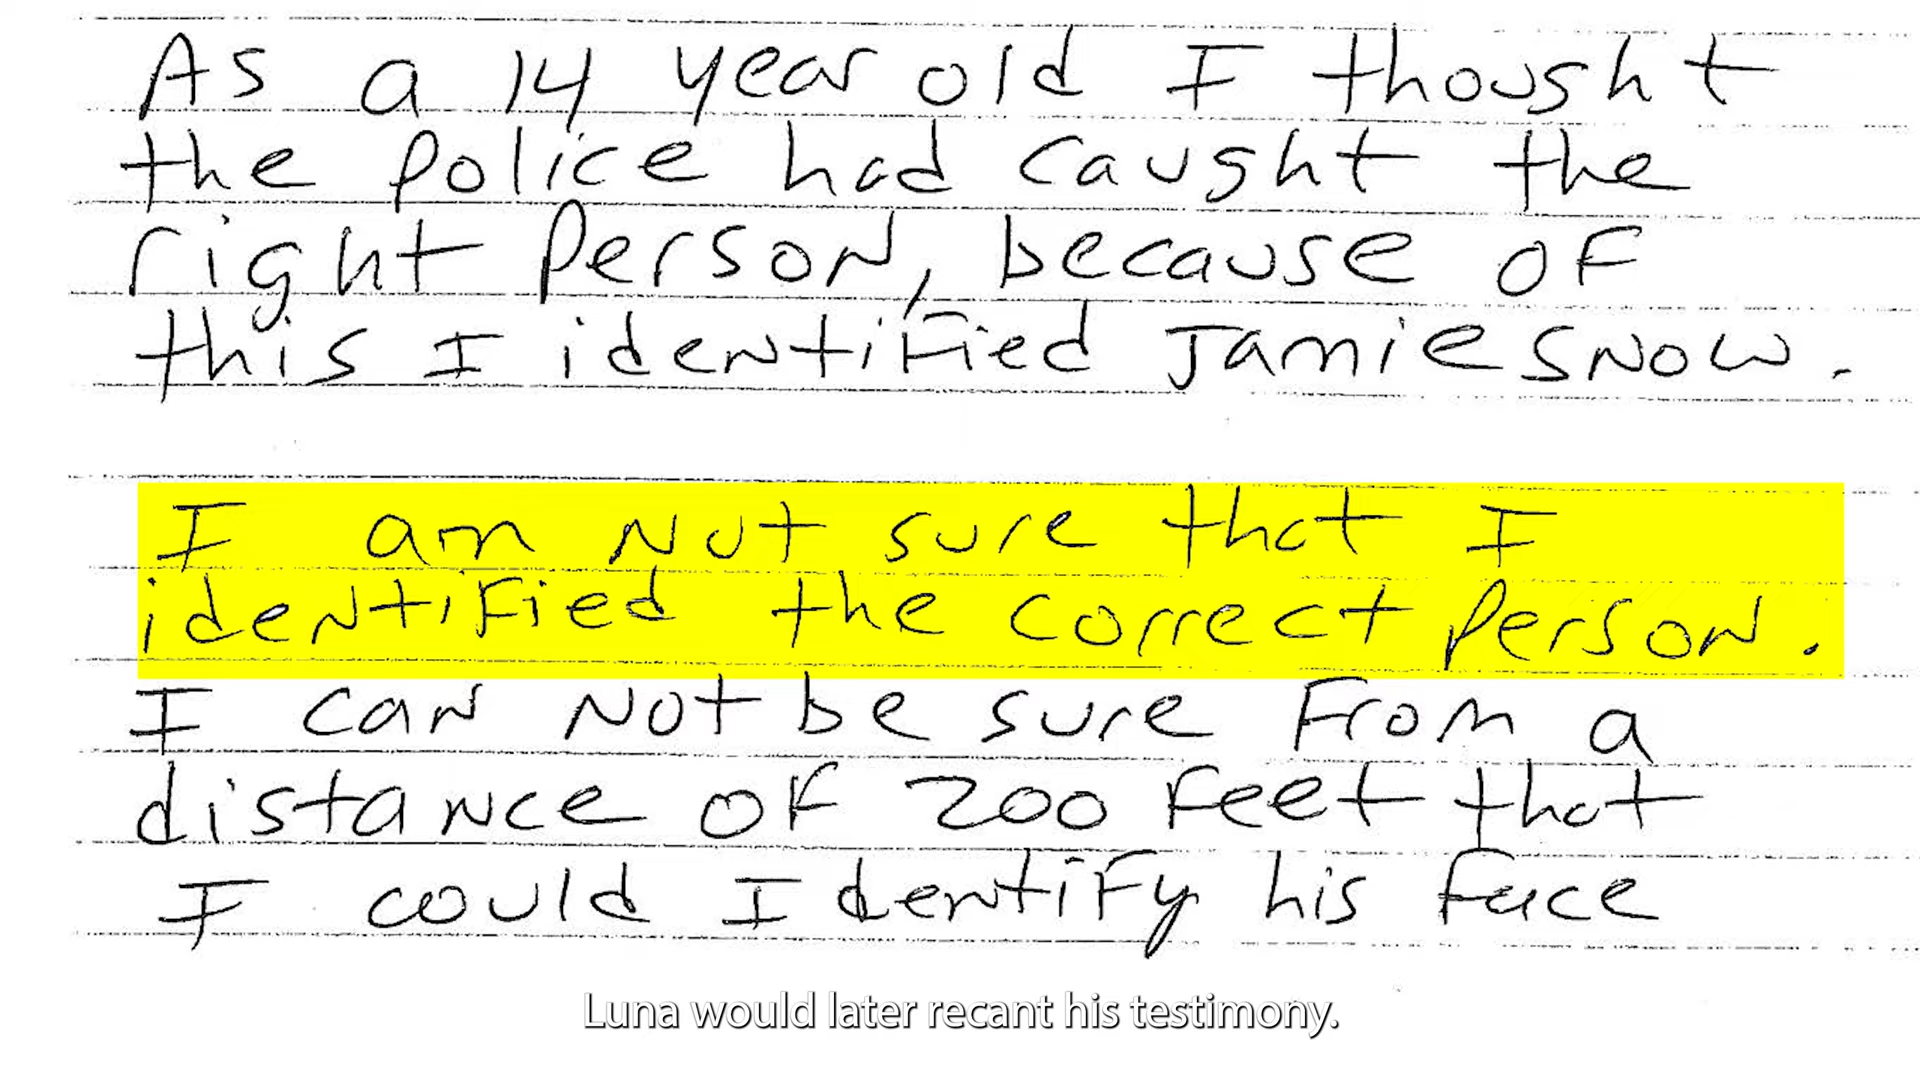 As a 14 year old I thought
the police had caught the
right Person, because of
this I identified Jamie Snow.
I am Not sure that I
identified the correct Person.
I can Not be sure From a
distance of 200 Feet that
I could Identify his face
Luna would later recant his testimony.